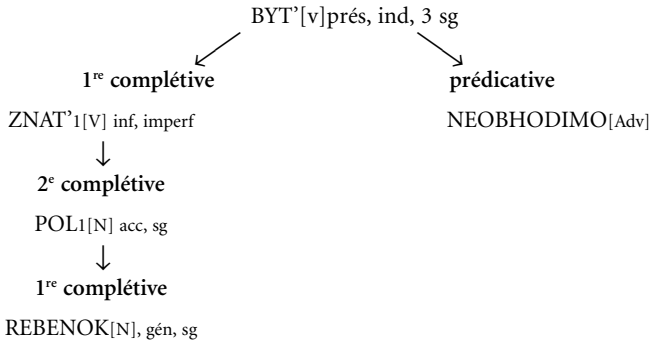 BYT’[v]prés, ind, 3 sg
1re complétive prédicative
ZNAT’1[V] inf, imperf NEOBHODIMO[Adv]
2e complétive
POL1[N] acc, sg
1re complétive
REBENOK[N], gén, sg